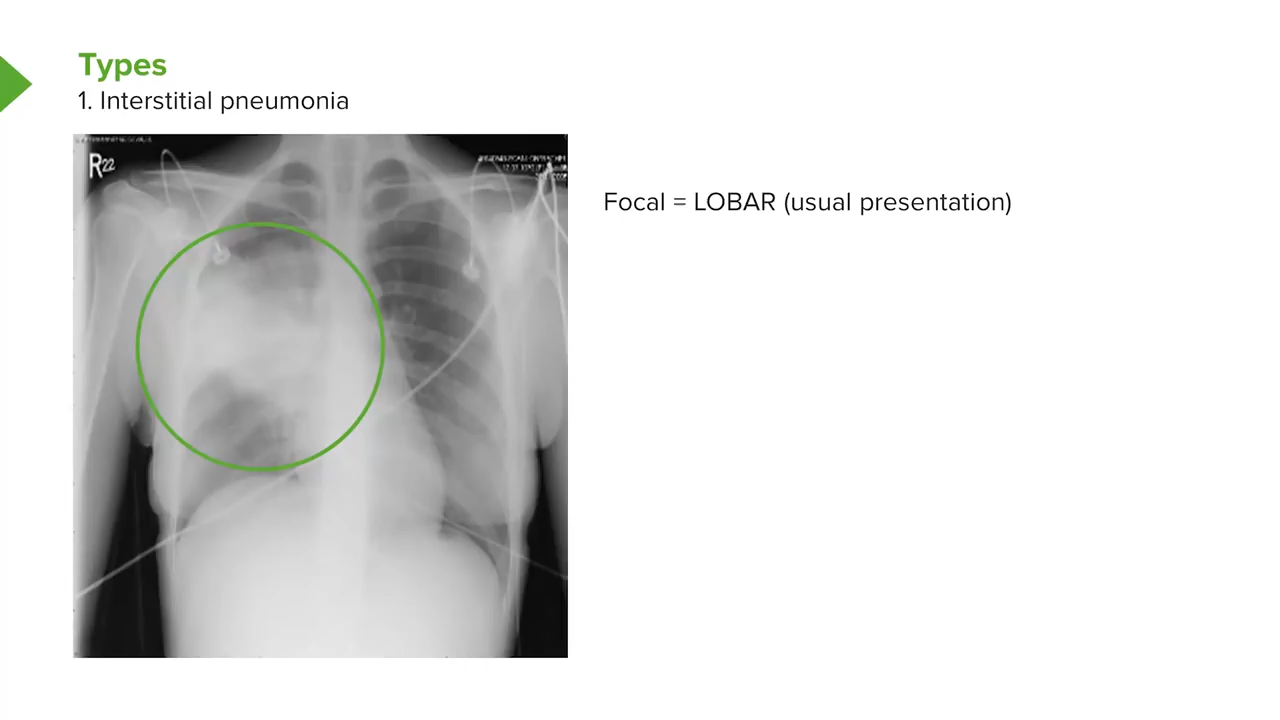 Types
1. Interstitial pneumonia
R22
Focal = LOBAR (usual presentation)